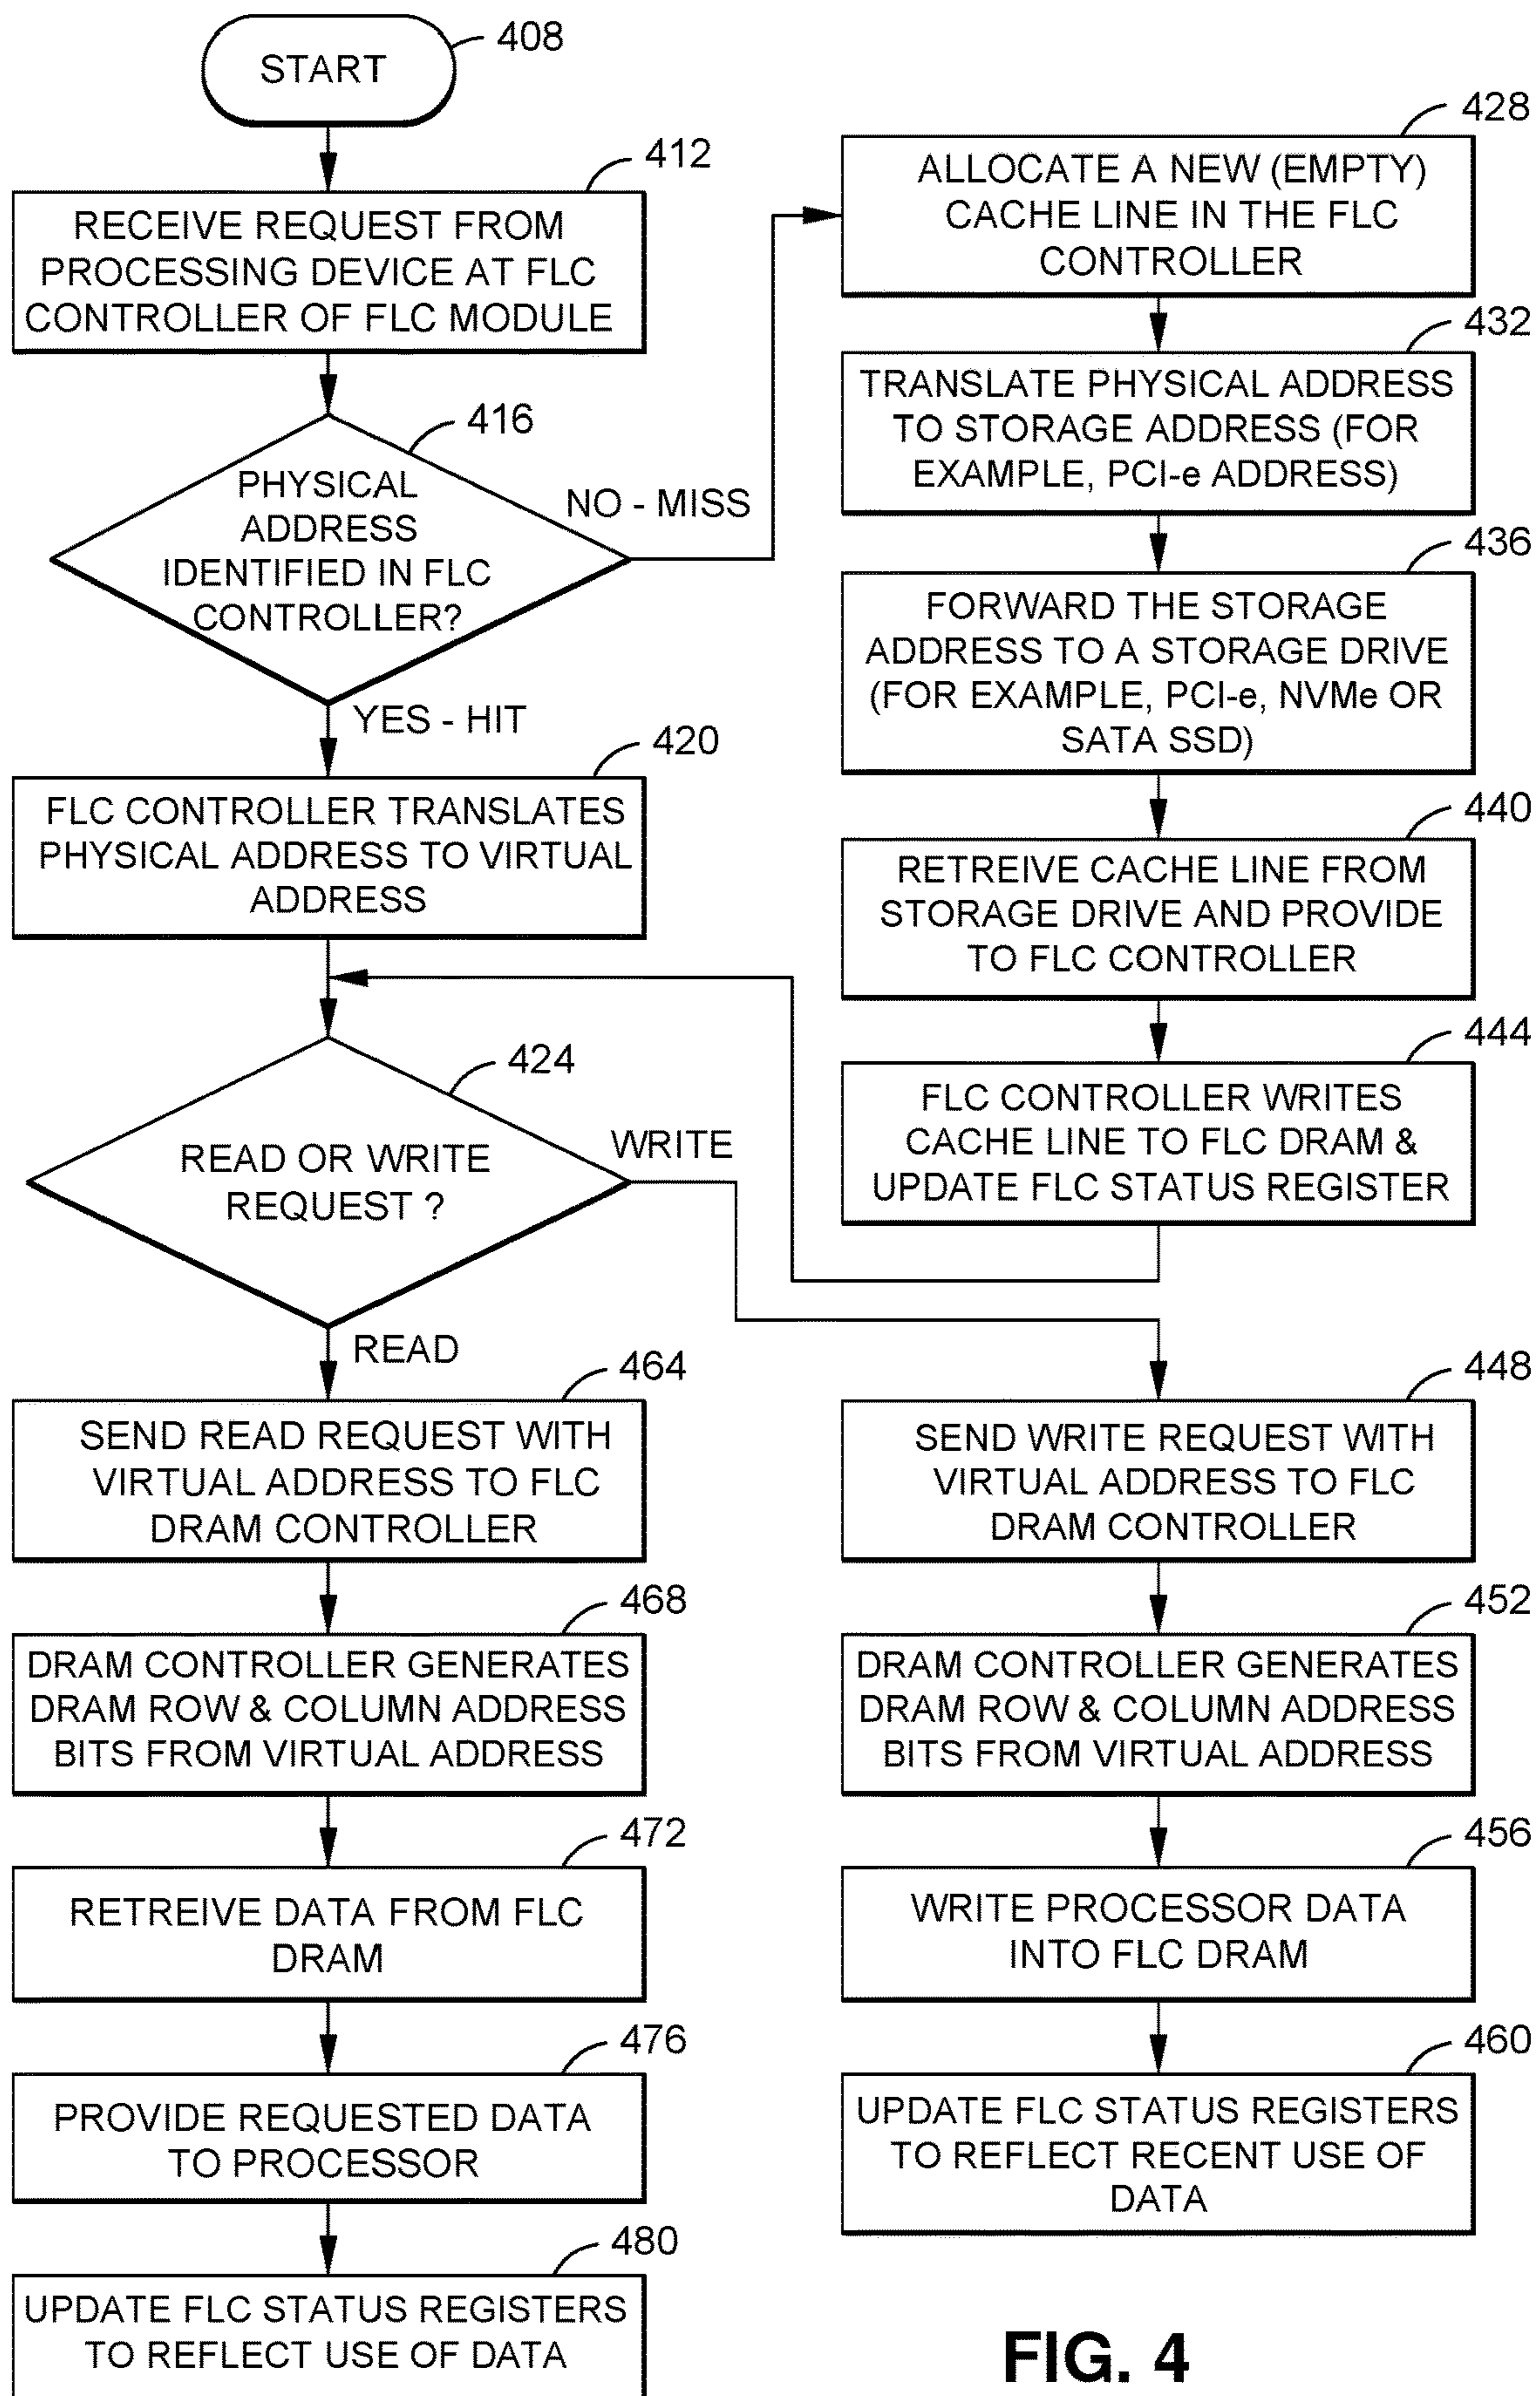 408
START
412
RECEIVE REQUEST FROM
PROCESSING DEVICE AT FLC
CONTROLLER OF FLC MODULE
416
PHYSICAL
ADDRESS
IDENTIFIED IN FLC
CONTROLLER?
NO - MISS
YES - HIT
420
FLC CONTROLLER TRANSLATES
PHYSICAL ADDRESS TO VIRTUAL
ADDRESS
424
READ OR WRITE
REQUEST ?
WRITE
READ
428
ALLOCATE A NEW (EMPTY)
CACHE LINE IN THE FLC
CONTROLLER
432
TRANSLATE PHYSICAL ADDRESS
TO STORAGE ADDRESS (FOR
EXAMPLE, PCI-e ADDRESS)
436
FORWARD THE STORAGE
ADDRESS TO A STORAGE DRIVE
(FOR EXAMPLE, PCI-e, NVMe OR
SATA SSD)
440
RETREIVE CACHE LINE FROM
STORAGE DRIVE AND PROVIDE
TO FLC CONTROLLER
444
FLC CONTROLLER WRITES
CACHE LINE TO FLC DRAM &
UPDATE FLC STATUS REGISTER
464
SEND READ REQUEST WITH
VIRTUAL ADDRESS TO FLC
DRAM CONTROLLER
468
DRAM CONTROLLER GENERATES
DRAM ROW & COLUMN ADDRESS
BITS FROM VIRTUAL ADDRESS
472
RETREIVE DATA FROM FLC
DRAM
476
PROVIDE REQUESTED DATA
TO PROCESSOR
480
UPDATE FLC STATUS REGISTERS
TO REFLECT USE OF DATA
448
SEND WRITE REQUEST WITH
VIRTUAL ADDRESS TO FLC
DRAM CONTROLLER
452
DRAM CONTROLLER GENERATES
DRAM ROW & COLUMN ADDRESS
BITS FROM VIRTUAL ADDRESS
456
WRITE PROCESSOR DATA
INTO FLC DRAM
460
UPDATE FLC STATUS REGISTERS
TO REFLECT RECENT USE OF
DATA
FIG. 4